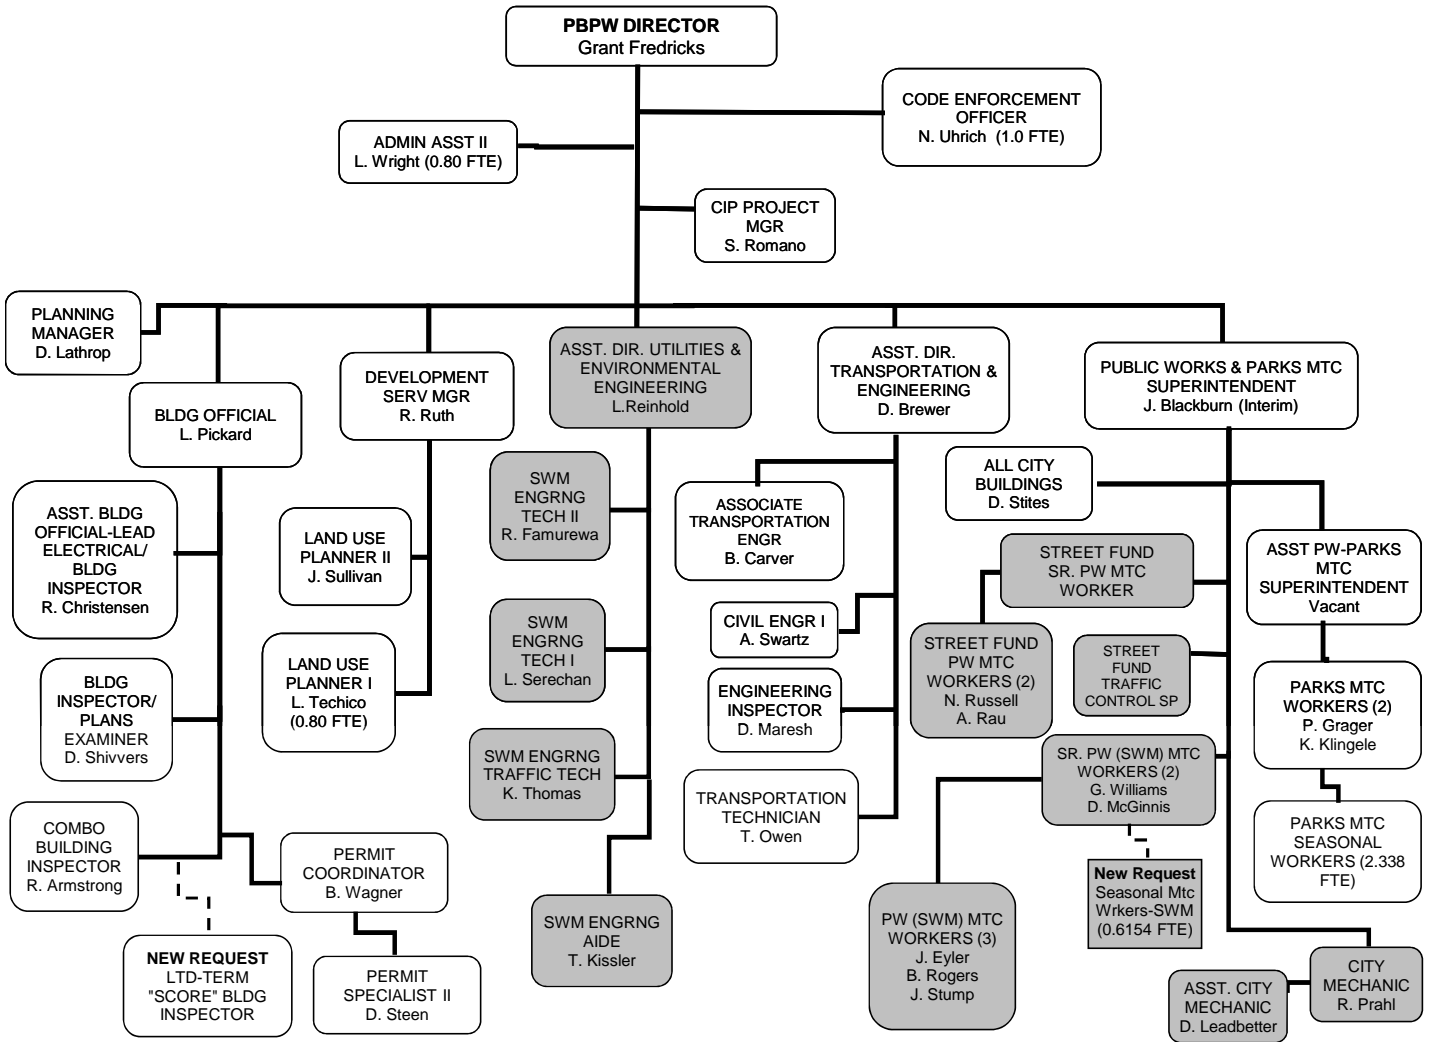 PBPW DIRECTOR
Grant Fredricks
CODE ENFORCEMENT
OFFICER
N. Uhrich (1.0 FTE)
ADMIN ASST II
L. Wright (0.80 FTE)
CIP PROJECT
MGR
S. Romano
PLANNING
MANAGER
D. Lathrop
BLDG OFFICIAL
L. Pickard
DEVELOPMENT
SERV MGR
R. Ruth
ASST. DIR. UTILITIES &
ENVIRONMENTAL
ENGINEERING
L.Reinhold
ASST. DIR.
TRANSPORTATION &
ENGINEERING
D. Brewer
PUBLIC WORKS & PARKS MTC
SUPERINTENDENT
J. Blackburn (Interim)
ASST. BLDG
OFFICIAL-LEAD
ELECTRICAL/
BLDG
INSPECTOR
R. Christensen
BLDG
INSPECTOR/
PLANS
EXAMINER
D. Shivvers
COMBO
BUILDING
INSPECTOR
R. Armstrong
NEW REQUEST
LTD-TERM
"SCORE" BLDG
INSPECTOR
PERMIT
COORDINATOR
B. Wagner
PERMIT
SPECIALIST II
D. Steen
LAND USE
PLANNER II
J. Sullivan
LAND USE
PLANNER I
L. Techico
(0.80 FTE)
SWM
ENGRNG
TECH II
R. Famurewa
SWM
ENGRNG
TECH I
L. Serechan
SWM ENGRNG
TRAFFIC TECH
K. Thomas
SWM ENGRNG
AIDE
T. Kissler
ASSOCIATE
TRANSPORTATION
ENGR
B. Carver
CIVIL ENGR I
A. Swartz
ENGINEERING
INSPECTOR
D. Maresh
TRANSPORTATION
TECHNICIAN
T. Owen
ALL CITY
BUILDINGS
D. Stites
STREET FUND
SR. PW MTC
WORKER
STREET FUND
PW MTC
WORKERS (2)
N. Russell
A. Rau
STREET
FUND
TRAFFIC
CONTROL SP
SR. PW (SWM) MTC
WORKERS (2)
G. Williams
D. McGinnis
New Request
Seasonal Mtc
Wrkers-SWM
(0.6154 FTE)
PW (SWM) MTC
WORKERS (3)
J. Eyler
B. Rogers
J. Stump
ASST PW-PARKS
MTC
SUPERINTENDENT
Vacant
PARKS MTC
WORKERS (2)
P. Grager
K. Klingele
PARKS MTC
SEASONAL
WORKERS (2.338
FTE)
CITY
MECHANIC
R. Prahl
ASST. CITY
MECHANIC
D. Leadbetter